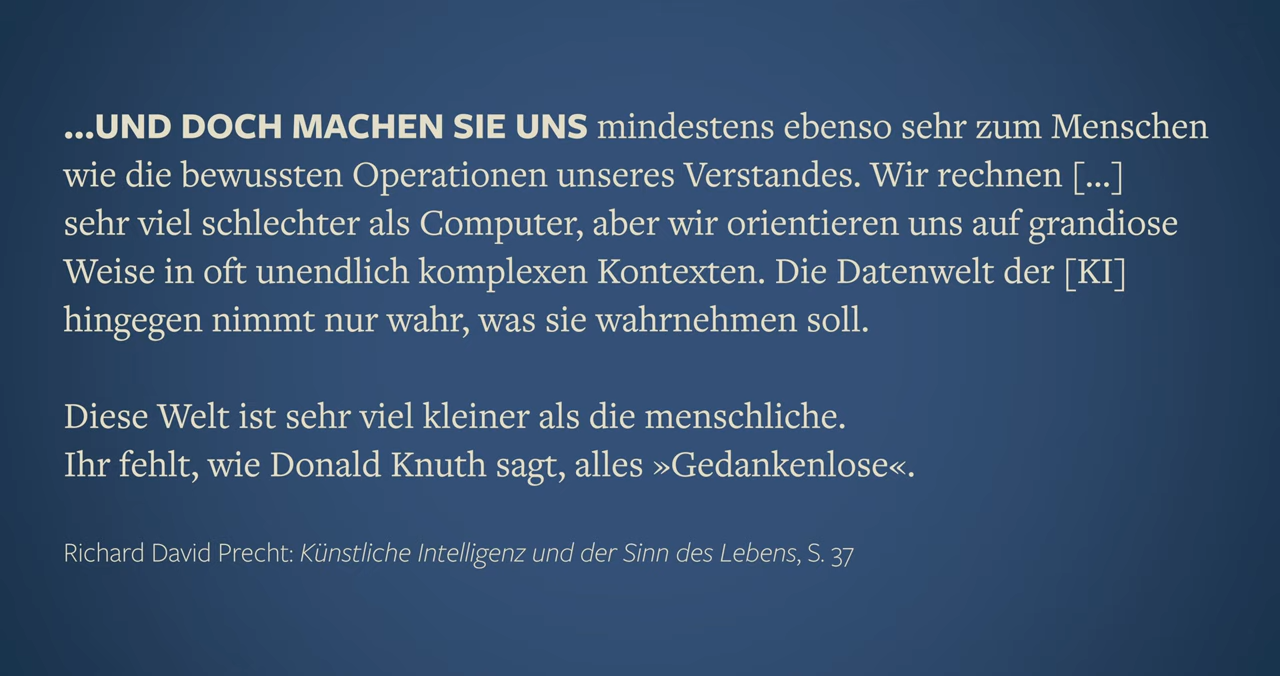 ...UND DOCH MACHEN SIE UNS mindestens ebenso sehr zum Menschen
wie die bewussten Operationen unseres Verstandes. Wir rechnen [...]
sehr viel schlechter als Computer, aber wir orientieren uns auf grandiose
Weise in oft unendlich komplexen Kontexten. Die Datenwelt der [KI]
hingegen nimmt nur wahr, was sie wahrnehmen soll.
Diese Welt ist sehr viel kleiner als die menschliche.
Ihr fehlt, wie Donald Knuth sagt, alles »Gedankenlose«.
Richard David Precht: Künstliche Intelligenz und der Sinn des Lebens, S. 37